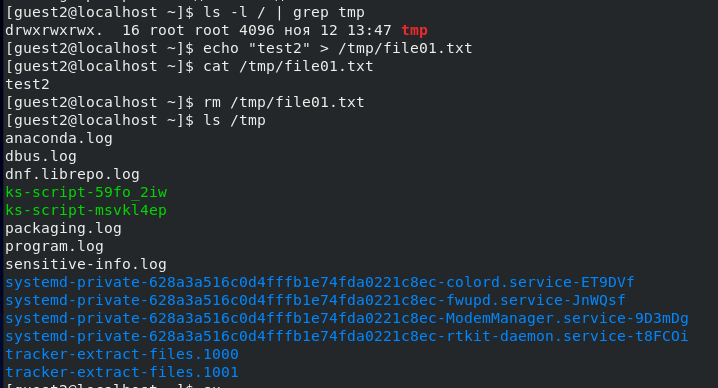 [guest2@localhost ~]$ ls -l / | grep tmp
drwxrwxrwx.  16 root root 4096 ноя 12 13:47 tmp
[guest2@localhost ~]$ echo "test2" > /tmp/file01.txt
[guest2@localhost ~]$ cat /tmp/file01.txt
test2
[guest2@localhost ~]$ rm /tmp/file01.txt
[guest2@localhost ~]$ ls /tmp
anaconda.log
dbus.log
dnf.librepo.log
ks-script-59fo_2iw
ks-script-msvkl4ep
packaging.log
program.log
sensitive-info.log
systemd-private-628a3a516c0d4fffb1e74fda0221c8ec-colord.service-ET9DVf
systemd-private-628a3a516c0d4fffb1e74fda0221c8ec-fwupd.service-JnWQsf
systemd-private-628a3a516c0d4fffb1e74fda0221c8ec-ModemManager.service-9D3mDg
systemd-private-628a3a516c0d4fffb1e74fda0221c8ec-rtkit-daemon.service-t8FCOi
tracker-extract-files.1000
tracker-extract-files.1001
[guest2@localhost ~]$